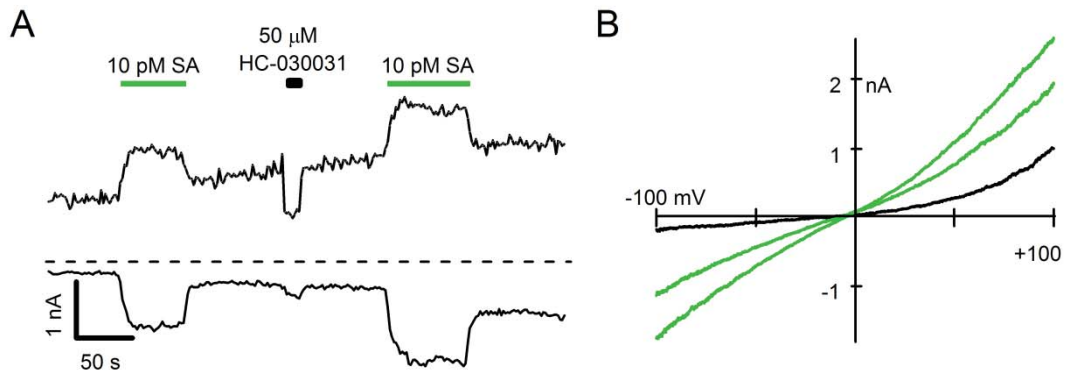 A
50 μM
10 pM SA
HC-030031
10 pM SA
1 nA
50 s
B
2
nA
1
-100 mV
+100
-1